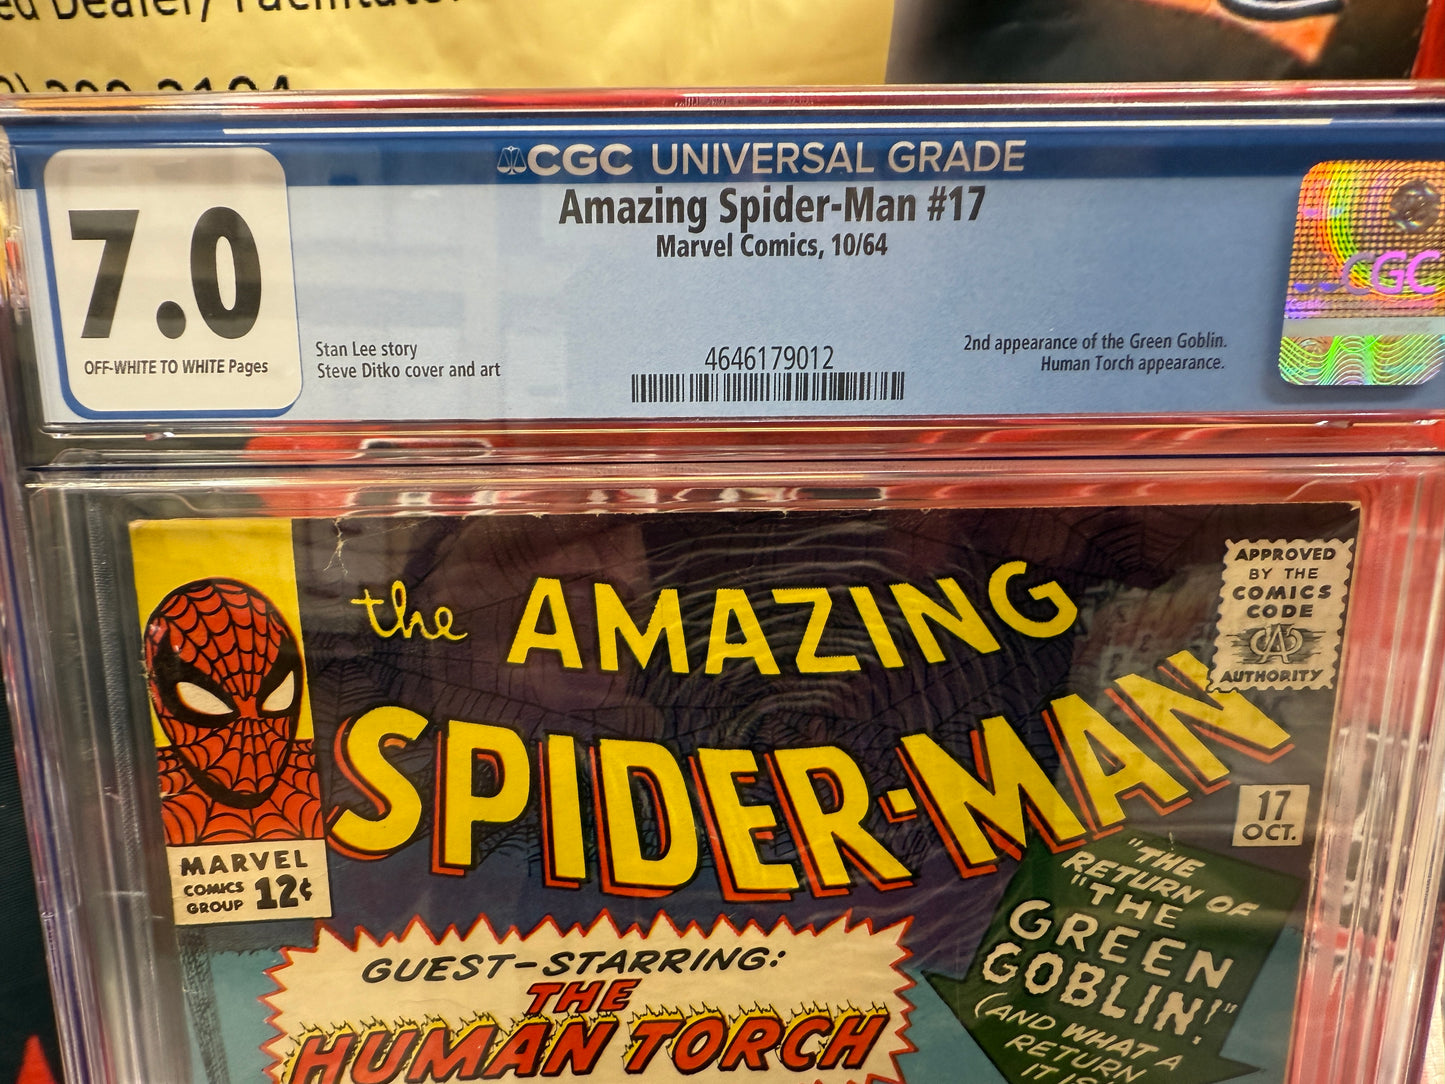 Dealer/
CGC UNIVERSAL GRADE
7.0
OFF-WHITE TO WHITE Pages
Amazing Spider-Man #17
Marvel Comics, 10/64
Stan Lee story
Steve Ditko cover and art
4646179012
2nd appearance of the Green Goblin.
Human Torch appearance.
CGC
the AMAZING
SPIDER-MAN
APPROVED
BY THE
COMICS
CODE
CA
AUTHORITY
MARVEL
COMICS
GROUP 12¢
17
OCT.
GUEST-STARRING:
THE
HUMAN TORCH
"THE
RETURN OF
"THE
GREEN
GOBLIN!"
(AND WHAT A
RETURN
IT IS